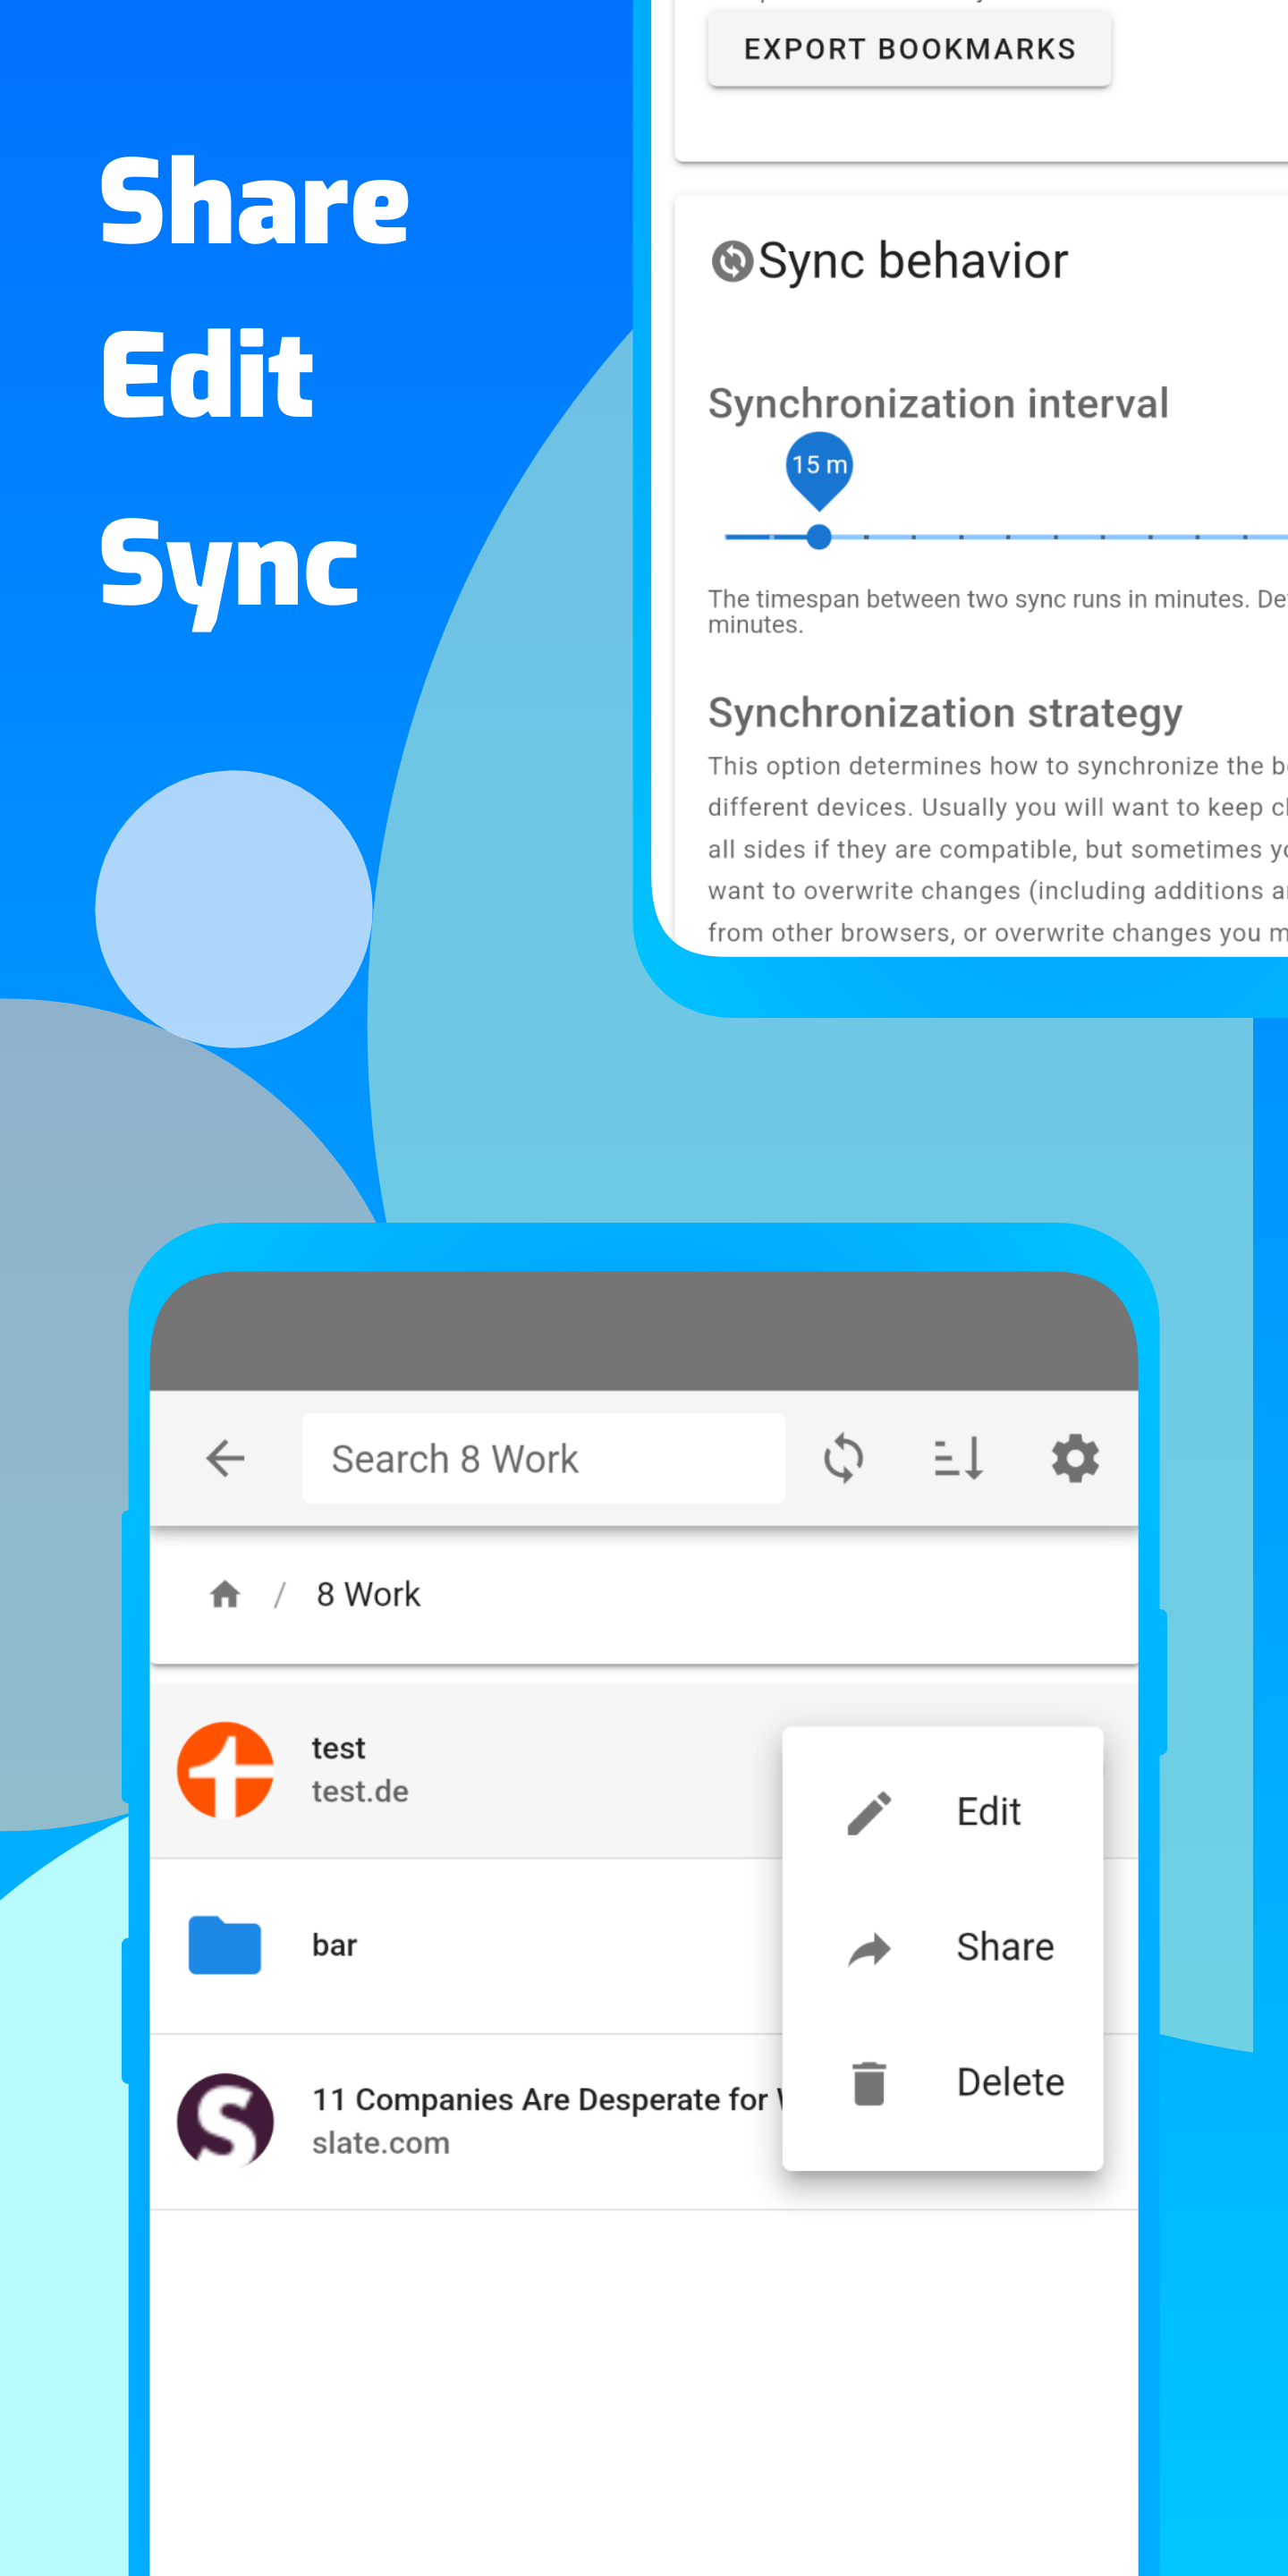 Share
Edit
Sync
EXPORT BOOKMARKS
Sync behavior
Synchronization interval
15 m
The timespan between two sync runs in minutes.
minutes.
Synchronization strategy
This option determines how to synchronize the
different devices. Usually you will want to keep
all sides if they are compatible, but sometimes
want to overwrite changes (including additions
from other browsers, or overwrite changes you
Search 8 Work
/ 8 Work
test
test.de
Edit
bar
Share
11 Companies Are Desperate for
slate.com
Delete